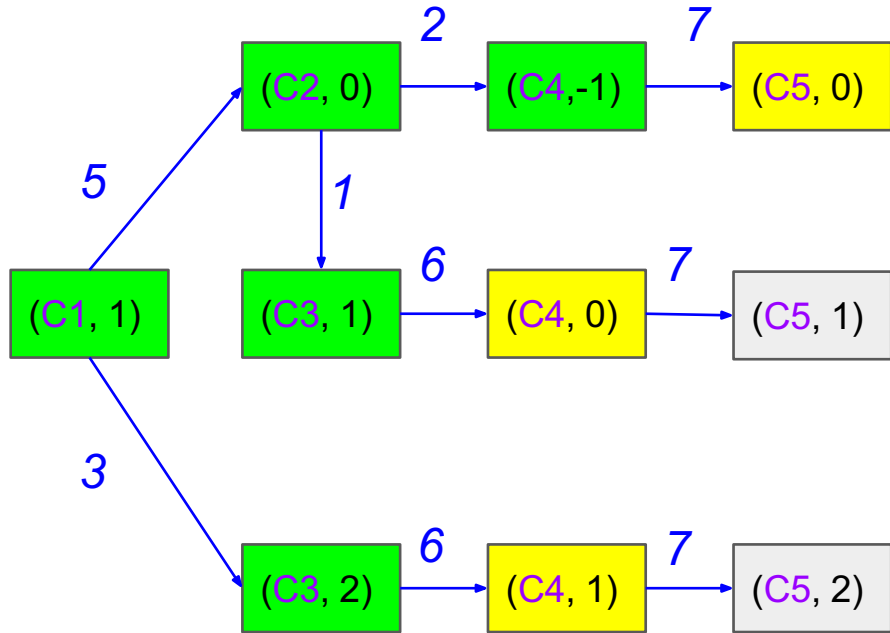 2 7
(C2, 0) (C4,-1) (C5, 0)
5 1
6 7
(C1, 1) (C3, 1) (C4, 0) (C5, 1)
3
6 7
(C3, 2) (C4, 1) (C5, 2)